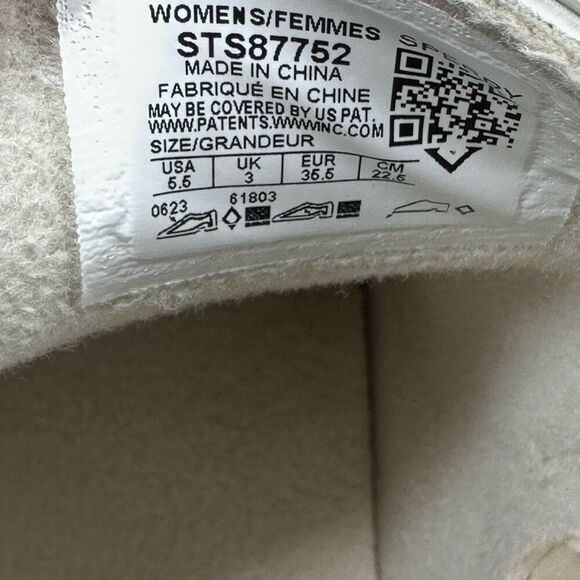 WOMENS/FEMMES
STS87752
MADE IN CHINA
FABRIQUÉ EN CHINE
MAY BE COVERED BY US PAT.
WWW.PATENTS.WWWINC.COM
SIZE/GRANDEUR
USA UK EUR CM
5.5 3 35.5 22.5
0623 61803